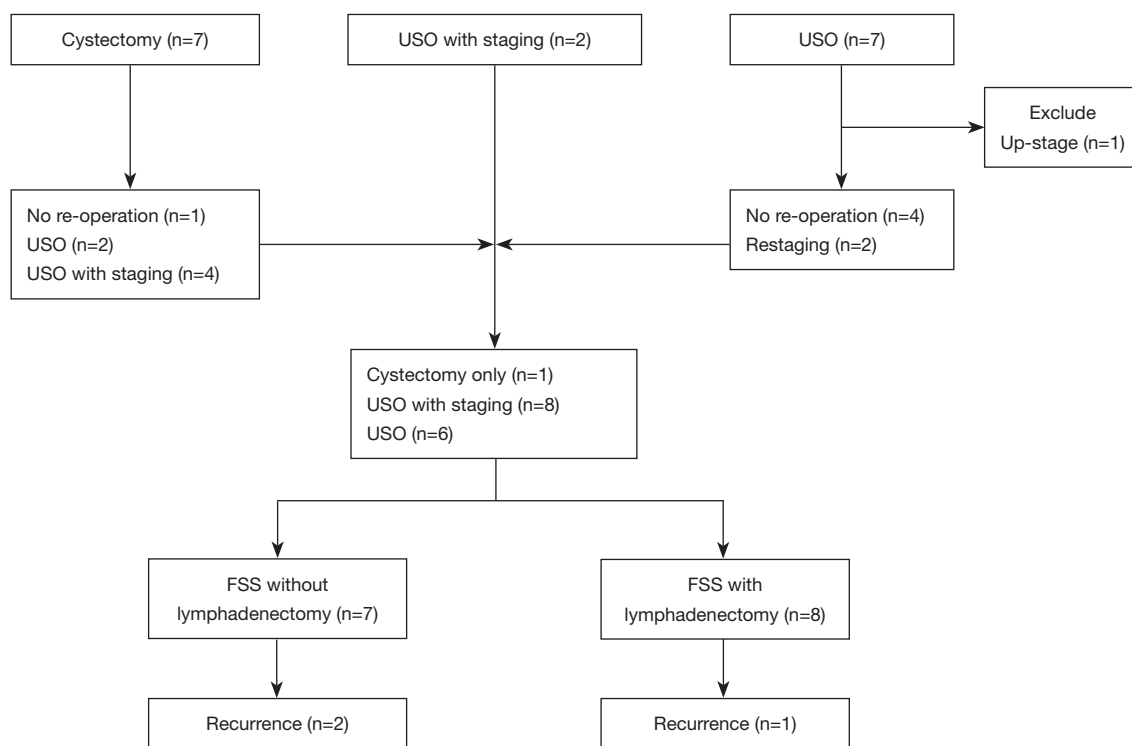 Cystectomy (n=7)
USO with staging (n=2)
USO (n=7)
Exclude
Up-stage (n=1)
No re-operation (n=1)
USO (n=2)
USO with staging (n=4)
No re-operation (n=4)
Restaging (n=2)
Cystectomy only (n=1)
USO with staging (n=8)
USO (n=6)
FSS without
lymphadenectomy (n=7)
FSS with
lymphadenectomy (n=8)
Recurrence (n=2)
Recurrence (n=1)